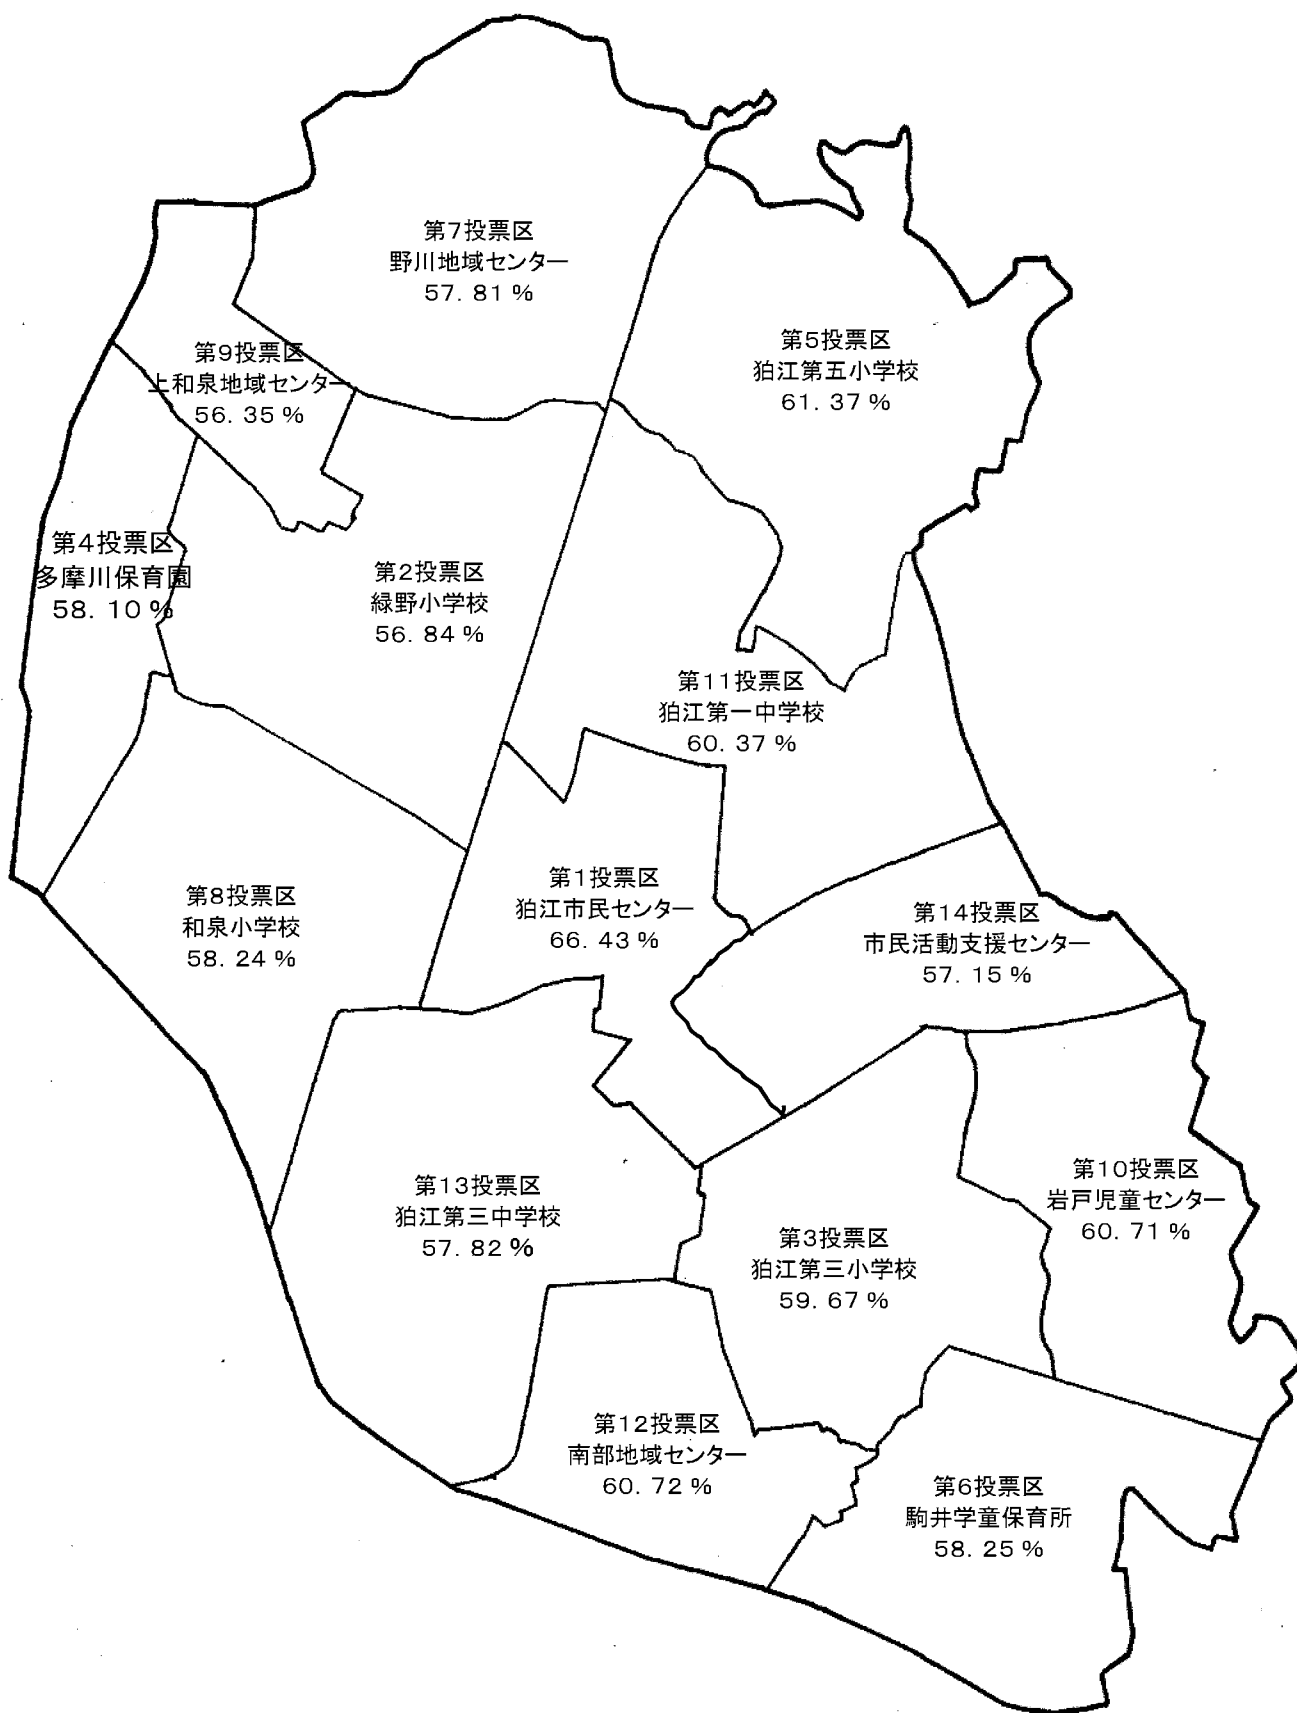 第7投票区
野川地域センター
57. 81 %
第5投票区
狛江第五小学校
61. 37 %
第9投票区
上和泉地域センター
56. 35 %
第4投票区
多摩川保育園
58. 10 %
第2投票区
緑野小学校
56. 84 %
第11投票区
狛江第一中学校
60. 37 %
第8投票区
和泉小学校
58. 24 %
第1投票区
狛江市民センター
66. 43 %
第14投票区
市民活動支援センター
57. 15 %
第13投票区
狛江第三中学校
57. 82 %
第10投票区
岩戸児童センター
60. 71 %
第3投票区
狛江第三小学校
59. 67 %
第12投票区
南部地域センター
60. 72 %
第6投票区
駒井学童保育所
58. 25 %